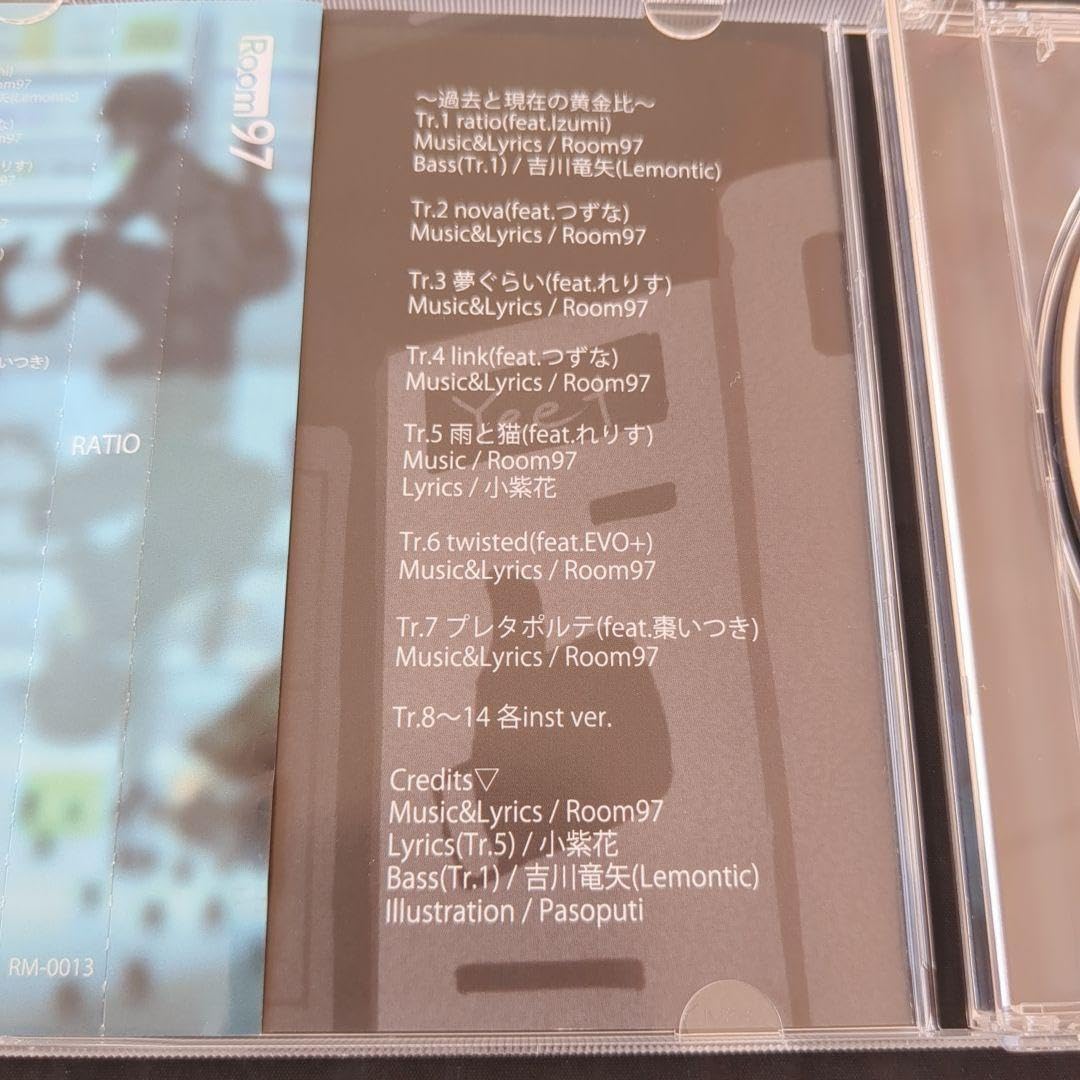 Room97
RATIO
RM-0013
いつき)
～過去と現在の黄金比～
Tr.1 ratio(feat.Izumi)
Music&Lyrics / Room97
Bass(Tr.1) / 吉川竜矢(Lemontic)
Tr.2 nova(feat.つずな)
Music&Lyrics / Room97
Tr.3 夢ぐらい(feat.れりす)
Music&Lyrics / Room97
Tr.4 link(feat.つずな)
Music&Lyrics / Room97
Yeet
Tr.5 雨と猫(feat.れりす)
Music / Room97
Lyrics / 小紫花
Tr.6 twisted(feat.EVO+)
Music&Lyrics / Room97
Tr.7 プレタポルテ(feat.棗いつき)
Music&Lyrics / Room97
Tr.8～14 各inst ver.
Credits▽
Music&Lyrics / Room97
Lyrics(Tr.5) / 小紫花
Bass(Tr.1) / 吉川竜矢(Lemontic)
Illustration / Pasoputi